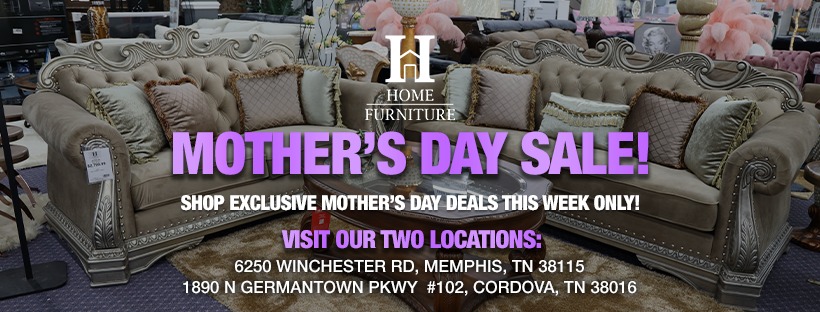 H
HOME
FURNITURE
MOTHER'S DAY SALE!
SHOP EXCLUSIVE MOTHER'S DAY DEALS THIS WEEK ONLY!
VISIT OUR TWO LOCATIONS:
6250 WINCHESTER RD, MEMPHIS, TN 38115
1890 N GERMANTOWN PKWY #102, CORDOVA, TN 38016